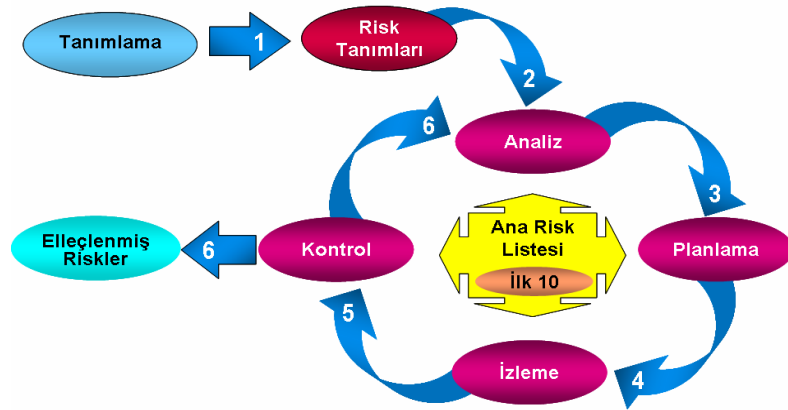 Tanımlama
1
Risk
Tanımları
2
Analiz
3
Planlama
4
İzleme
5
Kontrol
6
6
Elleçlenmiş
Riskler
Ana Risk
Listesi
İlk 10